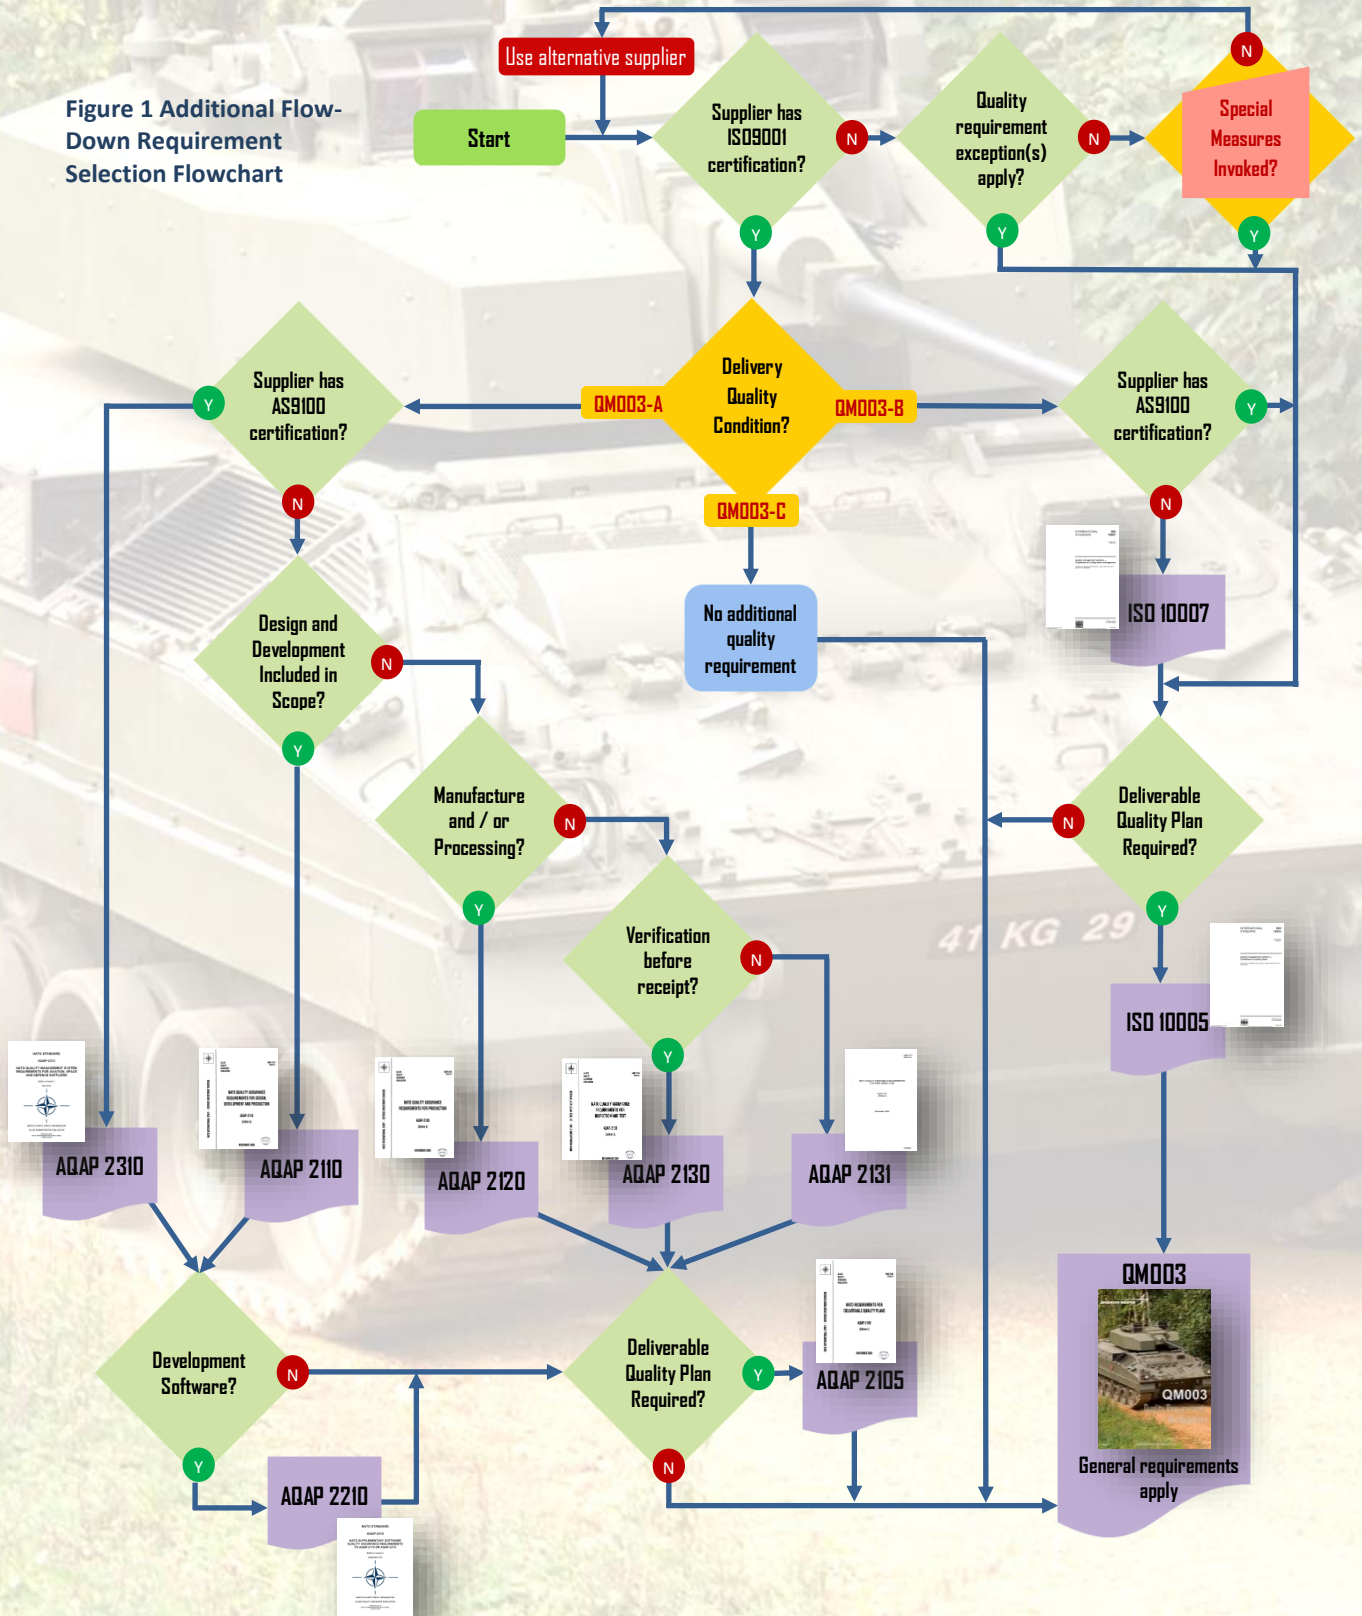 Use alternative supplier
N
Figure 1 Additional Flow-
Down Requirement
Selection Flowchart
Start
Supplier has
ISO9001
certification?
N
Y
Quality
requirement
exception(s)
apply?
N
Y
Special
Measures
Invoked?
Y
Supplier has
AS9100
certification?
Y
N
QM003-A
Delivery
Quality
Condition?
QM003-B
QM003-C
Supplier has
AS9100
certification?
Y
N
No additional
quality
requirement
ISO 10007
Design and
Development
Included in
Scope?
N
Y
Manufacture
and / or
Processing?
N
Y
Deliverable
Quality Plan
Required?
N
Y
Verification
before
receipt?
N
Y
41 KG 29
ISO 10005
AQAP 2310
AQAP 2110
AQAP 2120
AQAP 2130
AQAP 2131
QM003
QM003
General requirements
apply
Development
Software?
N
Y
Deliverable
Quality Plan
Required?
Y
N
AQAP 2105
AQAP 2210